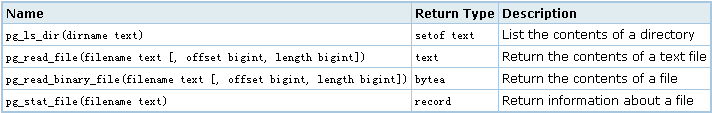 Name Return Type Description
pg_ls_dir(dirname text) setof text List the contents of a directory
pg_read_file(filename text [, offset bigint, length bigint]) text Return the contents of a text file
pg_read_binary_file(filename text [, offset bigint, length bigint]) bytea Return the contents of a file
pg_stat_file(filename text) record Return information about a file